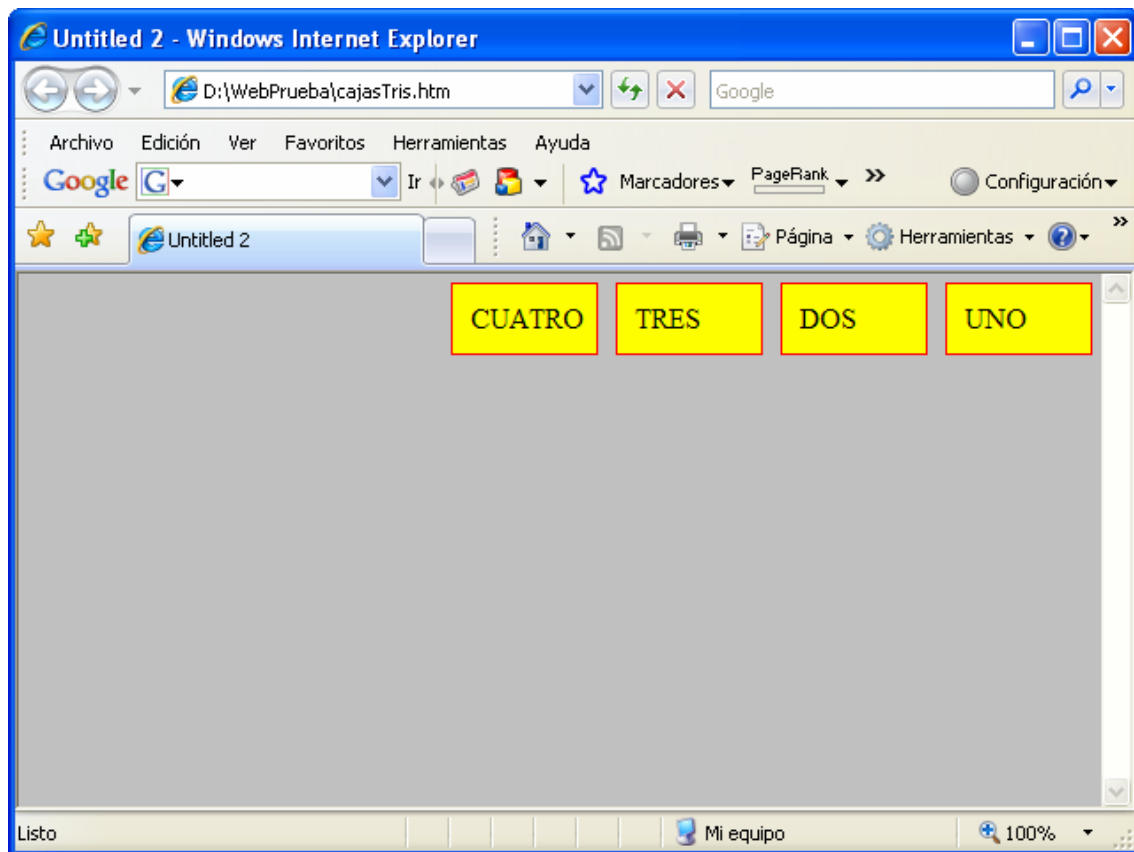 Untitled 2 - Windows Internet Explorer
D:\WebPrueba\cajasTris.htm Google
Archivo Edición Ver Favoritos Herramientas Ayuda
Google G Ir Marcadores PageRank » Configuración
Untitled 2 Página Herramientas »
CUATRO TRES DOS UNO
Listo Mi equipo 100%